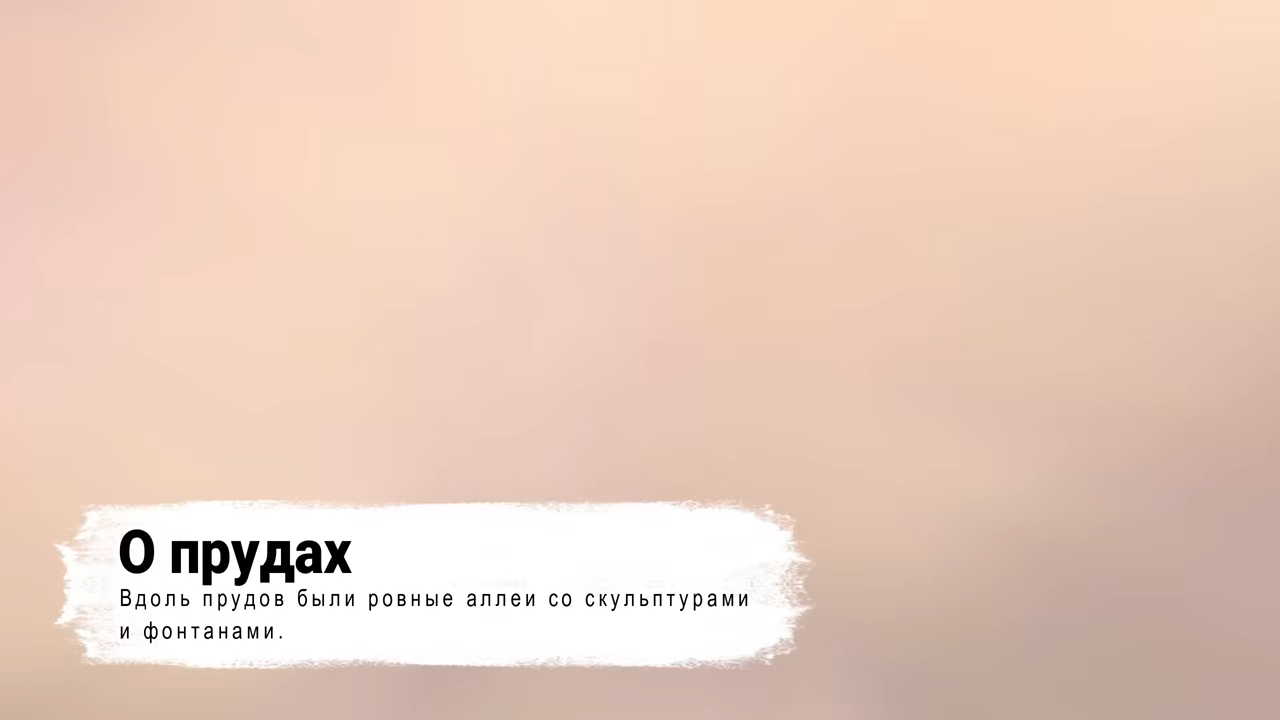 О прудах
Вдоль прудов были ровные аллеи со скульптурами
и фонтанами.